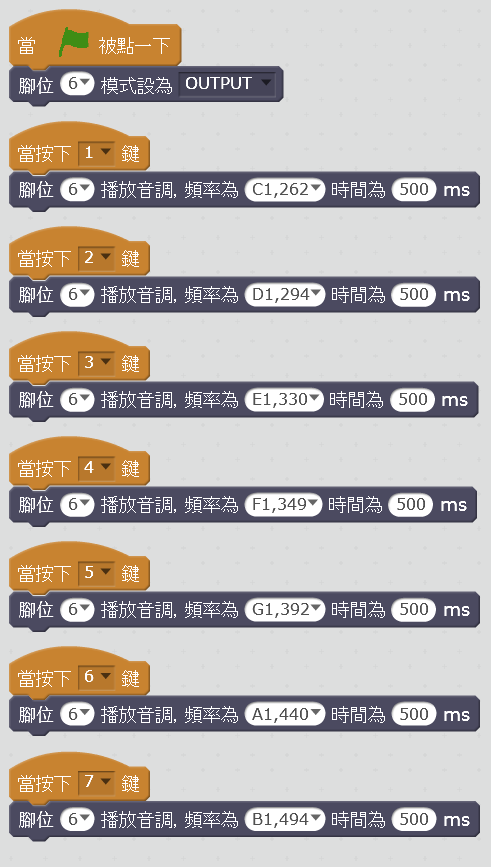 當 被點一下
腳位 6 模式設為 OUTPUT
當按下 1 鍵
腳位 6 播放音調, 頻率為 C1,262 時間為 500 ms
當按下 2 鍵
腳位 6 播放音調, 頻率為 D1,294 時間為 500 ms
當按下 3 鍵
腳位 6 播放音調, 頻率為 E1,330 時間為 500 ms
當按下 4 鍵
腳位 6 播放音調, 頻率為 F1,349 時間為 500 ms
當按下 5 鍵
腳位 6 播放音調, 頻率為 G1,392 時間為 500 ms
當按下 6 鍵
腳位 6 播放音調, 頻率為 A1,440 時間為 500 ms
當按下 7 鍵
腳位 6 播放音調, 頻率為 B1,494 時間為 500 ms